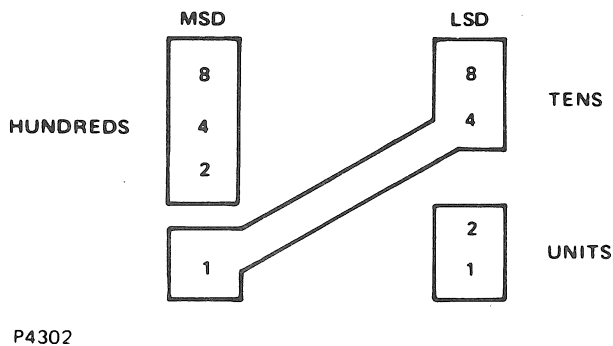 MSD LSD
8 8
TENS
HUNDREDS 4 4
2
2
UNITS
1 1
P4302